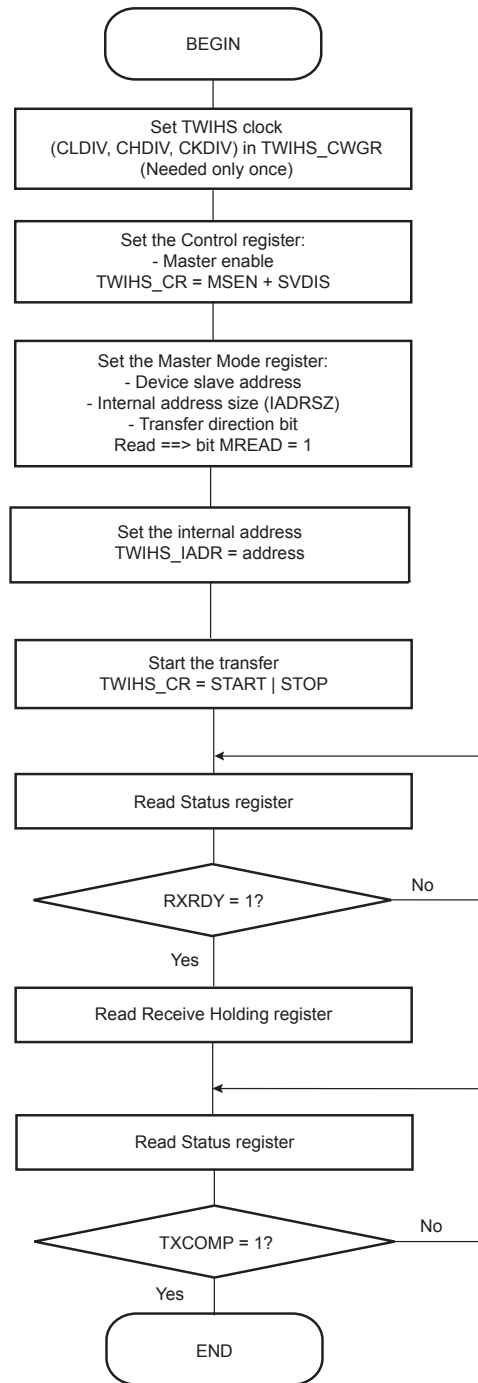 BEGIN
Set TWIHS clock
(CLDIV, CHDIV, CKDIV) in TWIHS_CWGR
(Needed only once)
Set the Control register:
- Master enable
TWIHS_CR = MSEN + SVDIS
Set the Master Mode register:
- Device slave address
- Internal address size (IADRSZ)
- Transfer direction bit
Read ==> bit MREAD = 1
Set the internal address
TWIHS_IADR = address
Start the transfer
TWIHS_CR = START | STOP
Read Status register
RXRDY = 1?
No
Yes
Read Receive Holding register
Read Status register
TXCOMP = 1?
No
Yes
END